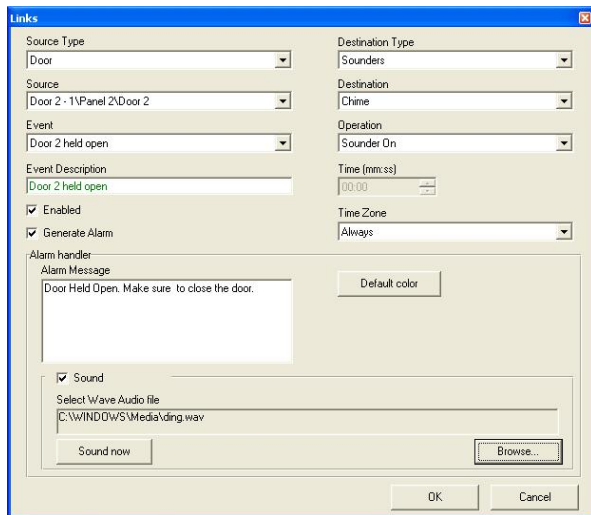 Links
Source Type
Door
Source
Door 2 - 1\Panel 2\Door 2
Event
Door 2 held open
Event Description
Door 2 held open
Enabled
Generate Alarm
Destination Type
Sounders
Destination
Chime
Operation
Sounder On
Time (mm:ss)
00:00
Time Zone
Always
Alarm handler
Alarm Message
Door Held Open. Make sure  to close the door.
Default color
Sound
Select Wave Audio file
C:\WINDOWS\Media\ding.wav
Sound now
Browse...
OK
Cancel